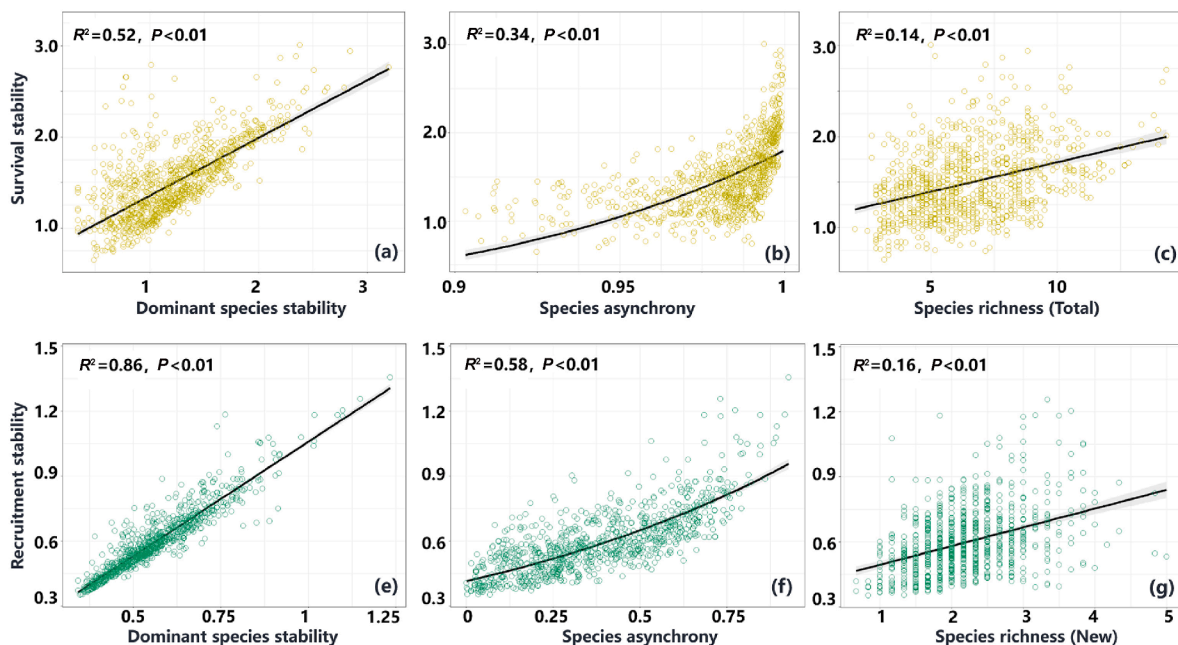 R²=0.52, P<0.01
R²=0.34, P<0.01
R²=0.14, P<0.01
Survival stability
3.0
2.0
1.0
(a)
1 2 3
Dominant species stability
3.0
2.0
1.0
(b)
0.9 0.95 1
Species asynchrony
3.0
2.0
1.0
(c)
5 10
Species richness (Total)
R²=0.86, P<0.01
R²=0.58, P<0.01
R²=0.16, P<0.01
Recruitment stability
1.5
1.2
0.9
0.6
0.3
(e)
0.5 0.75 1 1.25
Dominant species stability
1.5
1.2
0.9
0.6
0.3
(f)
0 0.25 0.5 0.75
Species asynchrony
1.5
1.2
0.9
0.6
0.3
(g)
1 2 3 4 5
Species richness (New)